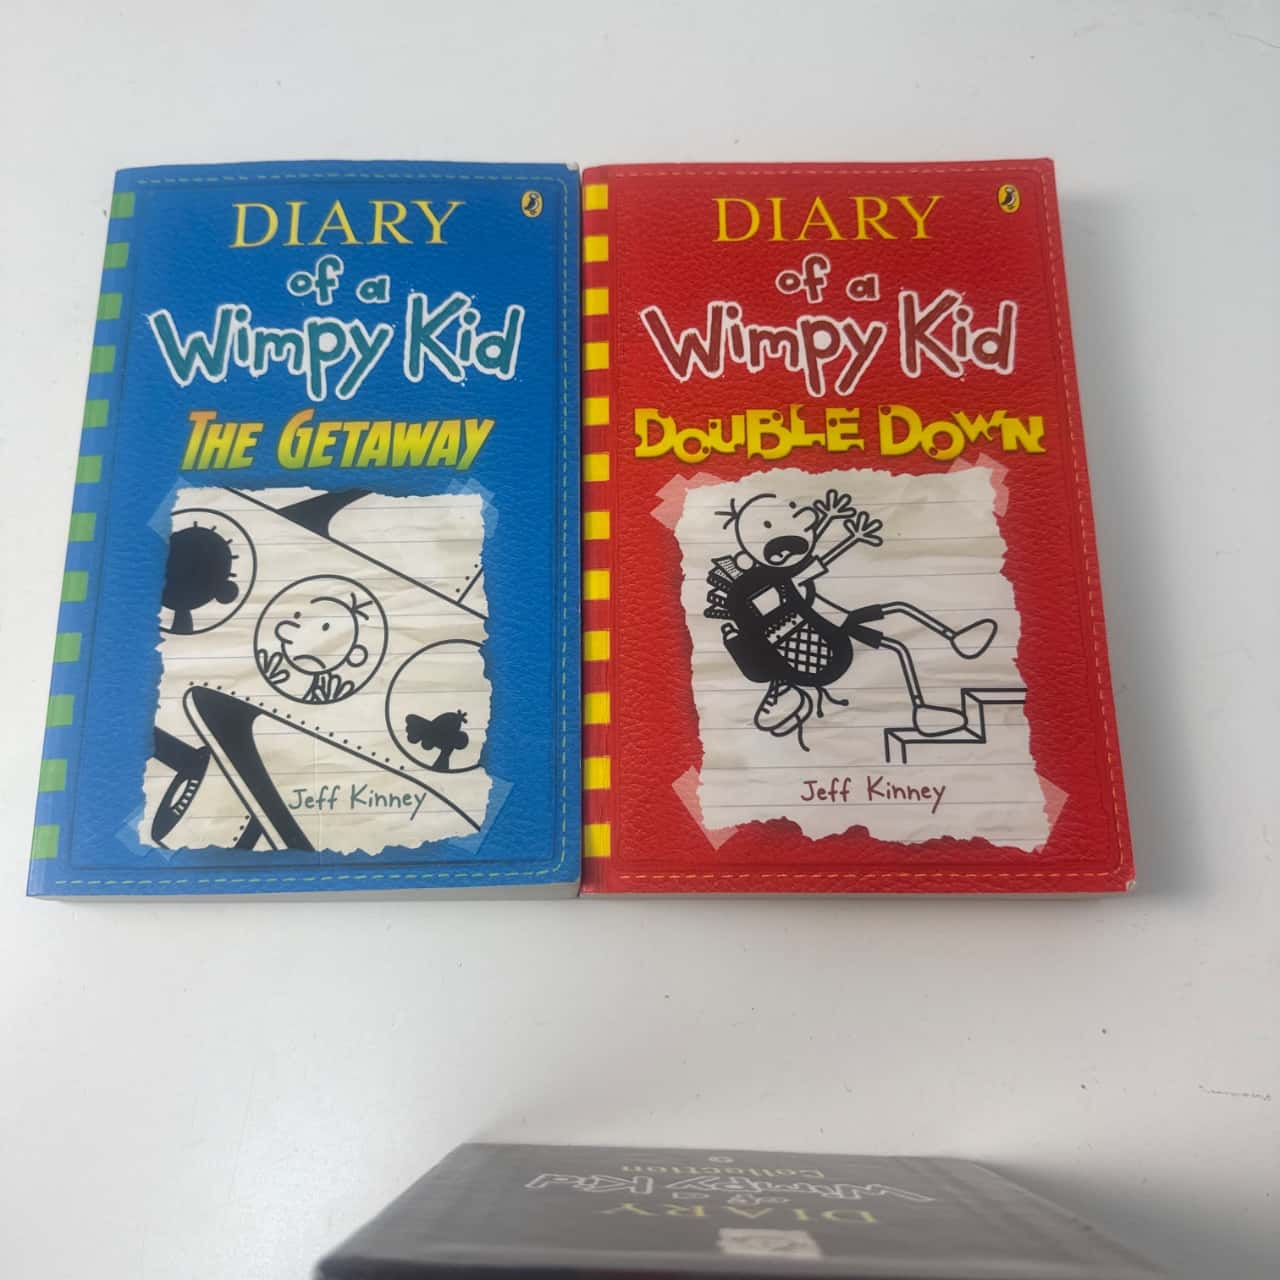 DIARY
of a
Wimpy Kid
THE GETAWAY
Jeff Kinney
DIARY
of a
Wimpy Kid
DOUBLE DOWN
Jeff Kinney
DIARY
of a
Wimpy Kid
Collection